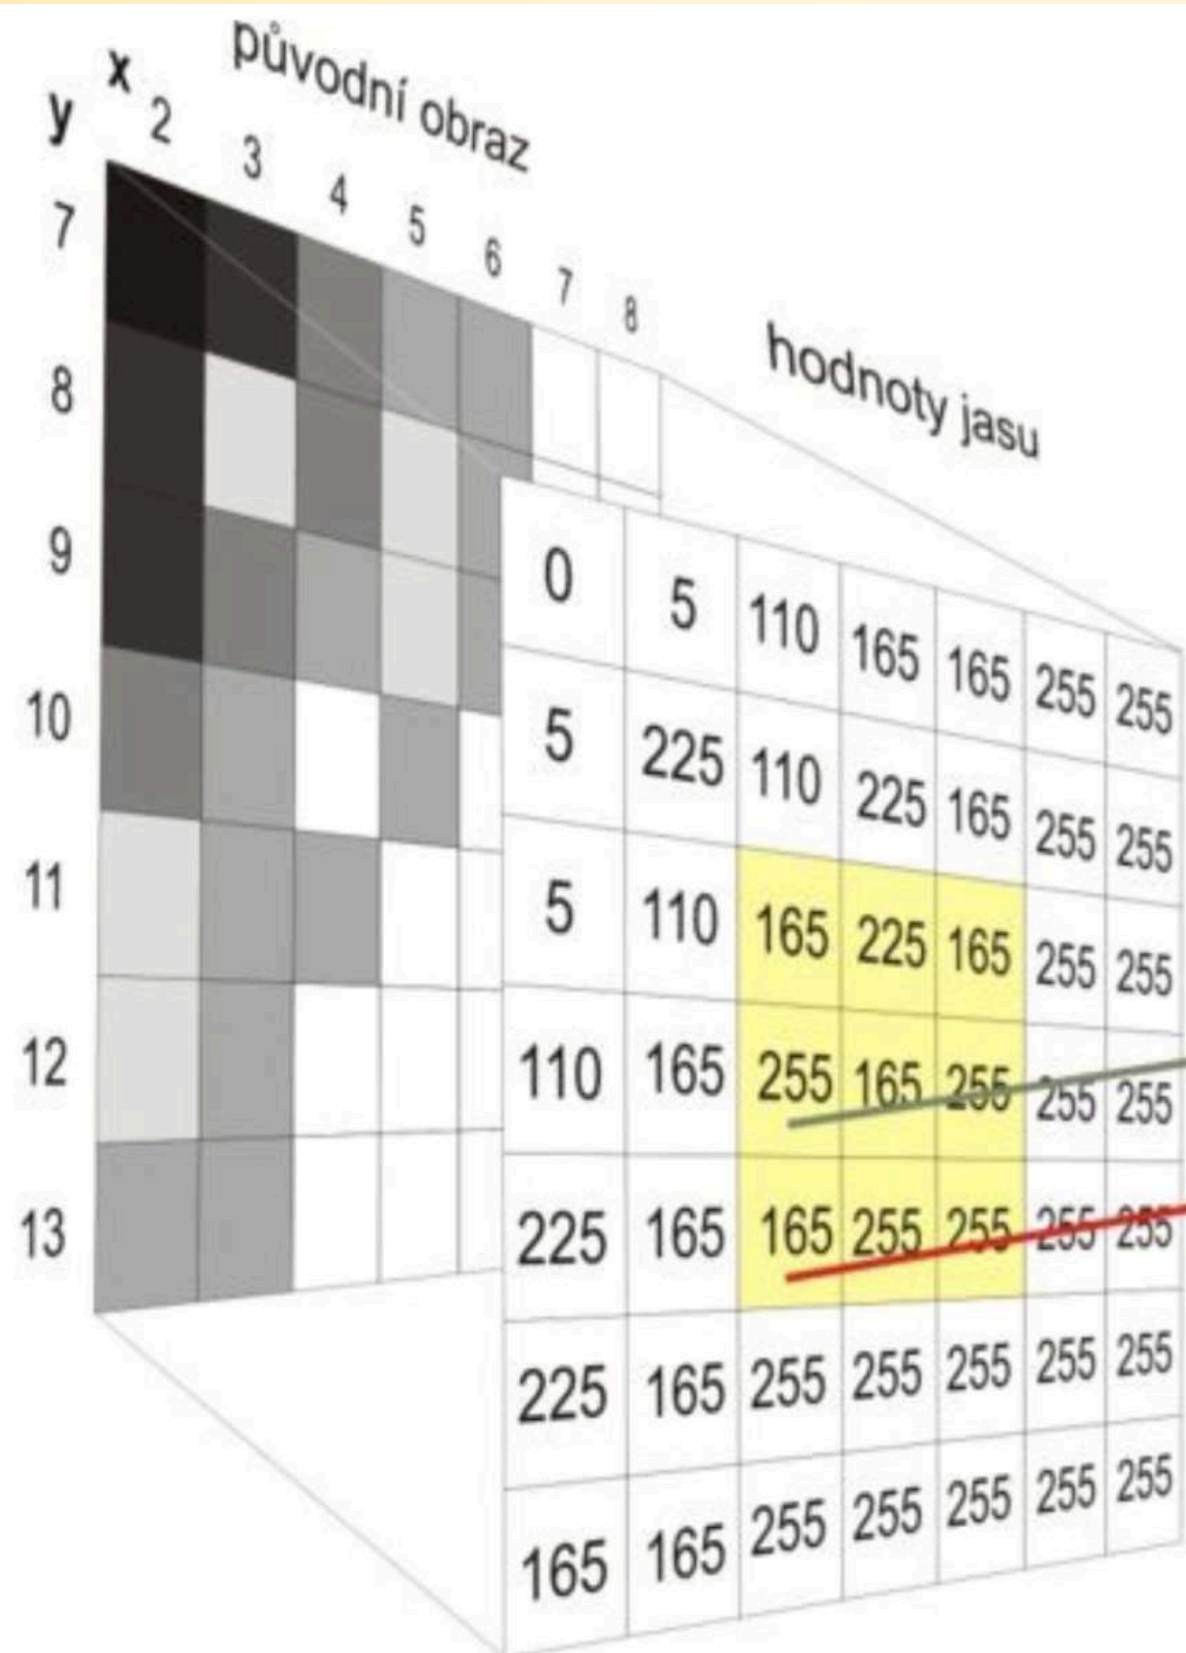 původní obraz
x 2 3 4 5 6 7 8
y
7
8
9
10
11
12
13
hodnoty jasu
0 5 110 165 165 255 255
5 225 110 225 165 255 255
5 110 165 225 165 255 255
110 165 255 165 255 255 255
225 165 165 255 255 255 255
225 165 255 255 255 255 255
165 165 255 255 255 255 255